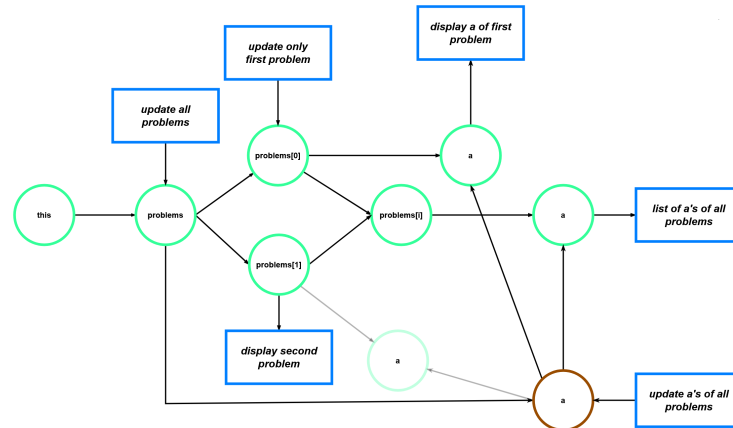 display a of first
problem
update only
first problem
update all
problems
problems[0]
a
this
problems
problems[i]
a
list of a's of all
problems
problems[1]
display second
problem
a
a
update a's of all
problems